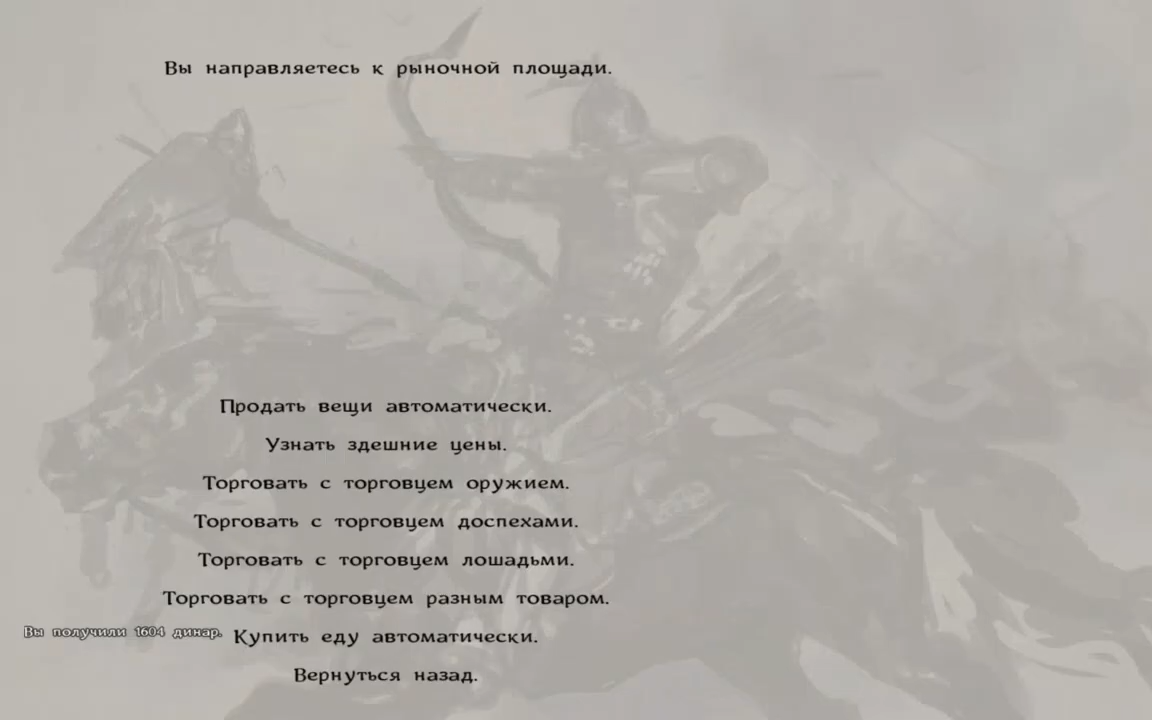 Вы направляетесь к рыночной площади.
Продать вещи автоматически.
Узнать здешние цены.
Торговать с торговцем оружием.
Торговать с торговцем доспехами.
Торговать с торговцем лошадьми.
Торговать с торговцем разным товаром.
Вы получили 1604 динар.
Купить еду автоматически.
Вернуться назад.